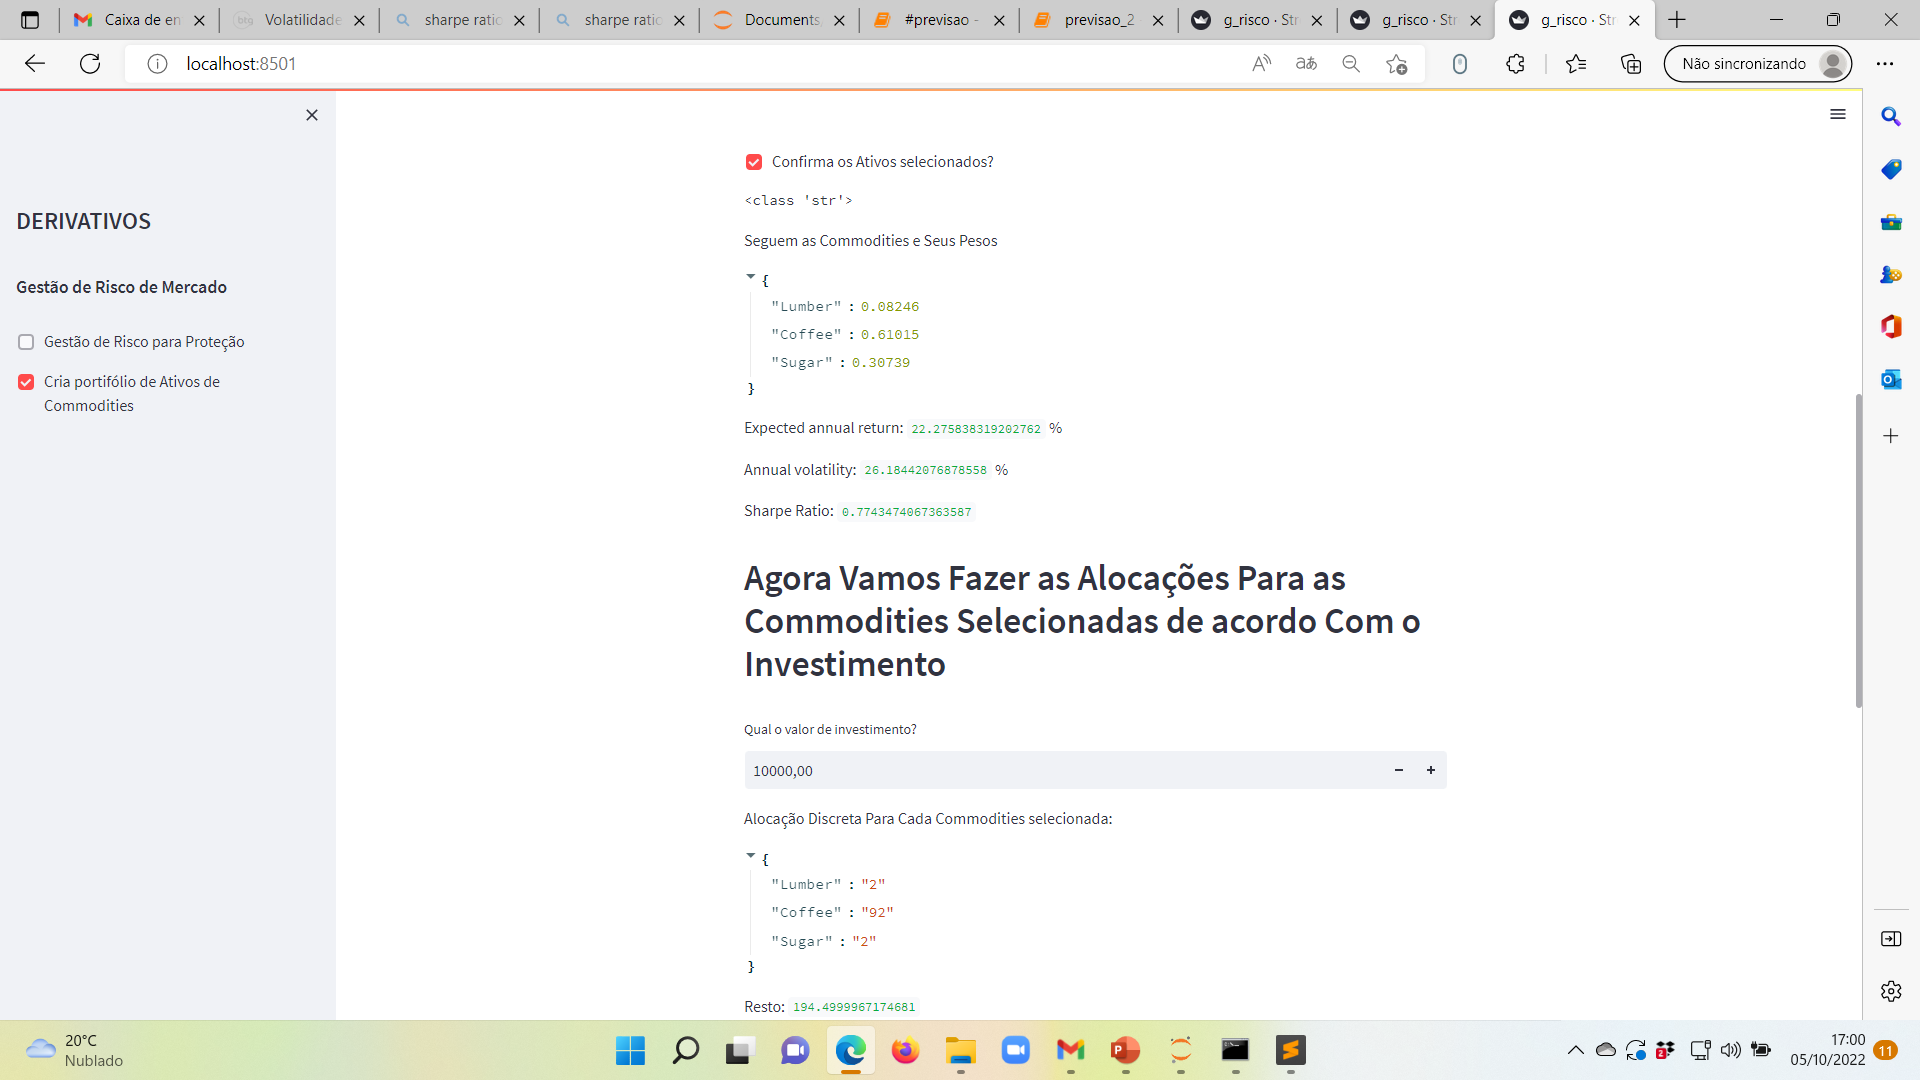 Caixa de en
Volatilidade
sharpe ratio
sharpe ratio
Documents
#previsao -
previsao_2
g_risco · Str
g_risco · Str
g_risco · Str
localhost:8501
Não sincronizando
DERIVATIVOS
Gestão de Risco de Mercado
Gestão de Risco para Proteção
Cria portifólio de Ativos de
Commodities
Confirma os Ativos selecionados?
<class 'str'>
Seguem as Commodities e Seus Pesos
{
"Lumber" : 0.08246
"Coffee" : 0.61015
"Sugar" : 0.30739
}
Expected annual return: 22.275838319202762 %
Annual volatility: 26.18442076878558 %
Sharpe Ratio: 0.7743474067363587
Agora Vamos Fazer as Alocações Para as
Commodities Selecionadas de acordo Com o
Investimento
Qual o valor de investimento?
10000,00
Alocação Discreta Para Cada Commodities selecionada:
{
"Lumber" : "2"
"Coffee" : "92"
"Sugar" : "2"
}
Resto: 194.4999967174681
20°C
Nublado
17:00
05/10/2022
11